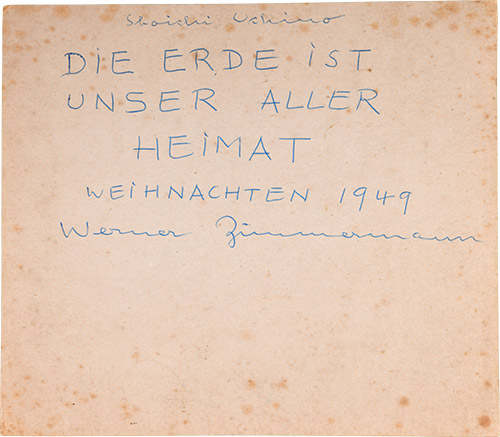 Shoichi Uchino
DIE ERDE IST
UNSER ALLER
HEIMAT
WEIHNACHTEN 1949
Werner Zimmermann